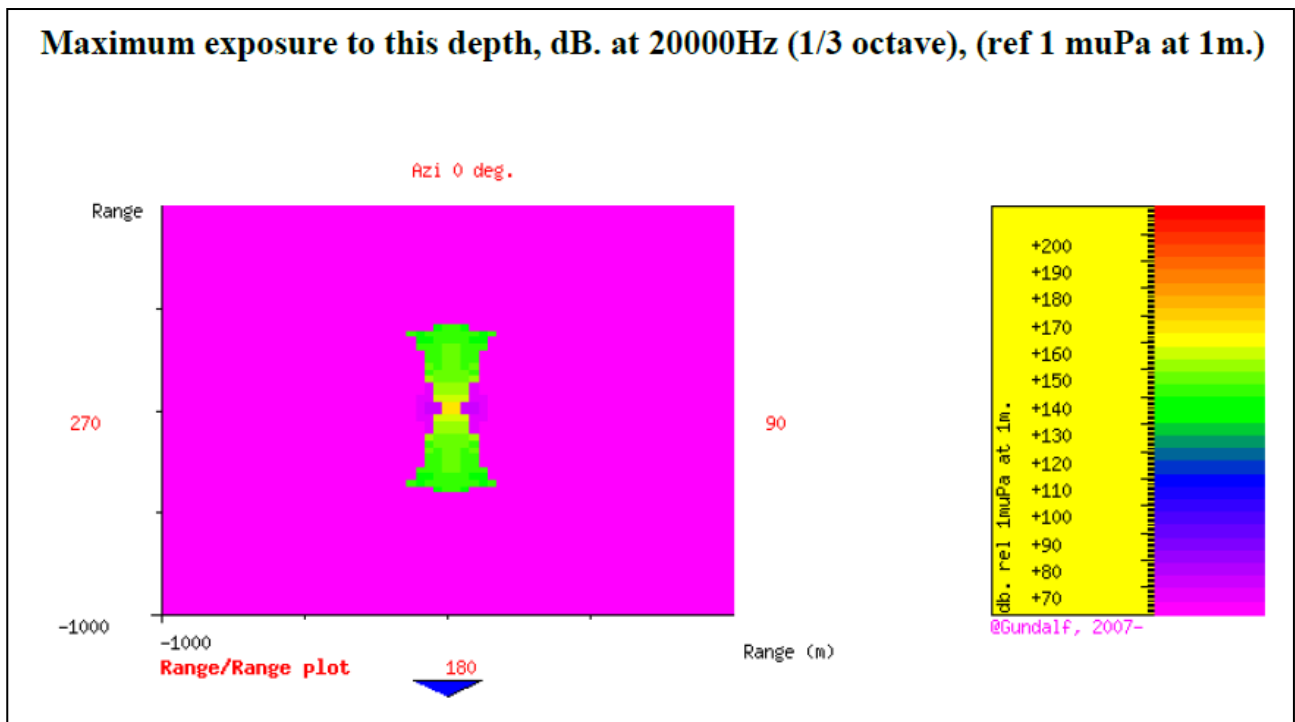 Maximum exposure to this depth, dB. at 20000Hz (1/3 octave), (ref 1 muPa at 1m.)
Azi 0 deg.
Range
270
90
-1000
-1000
Range (m)
Range/Range plot
180
+200
+190
+180
+170
+160
+150
+140
+130
+120
+110
+100
+90
+80
+70
db. rel 1muPa at 1m.
@Gundalf, 2007-